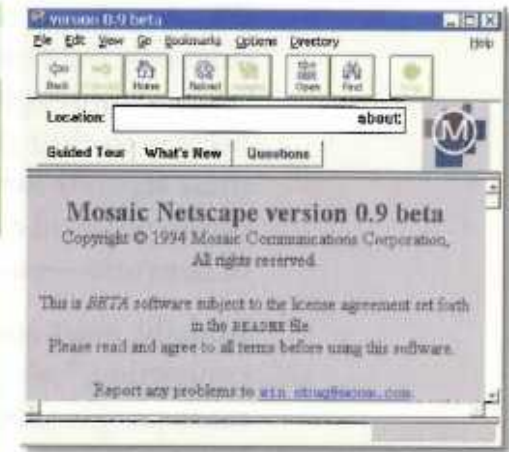 version 0.9 beta
File Edit View Go Bookmarks Options Directory Help
Back Home Reload Open Find
Location: about:
Guided Tour What's New Questions
M
Mosaic Netscape version 0.9 beta
Copyright © 1994 Mosaic Communications Corporation,
All rights reserved.
This is BETA software subject to the license agreement set forth
in the README file.
Please read and agree to all terms before using this software.
Report any problems to